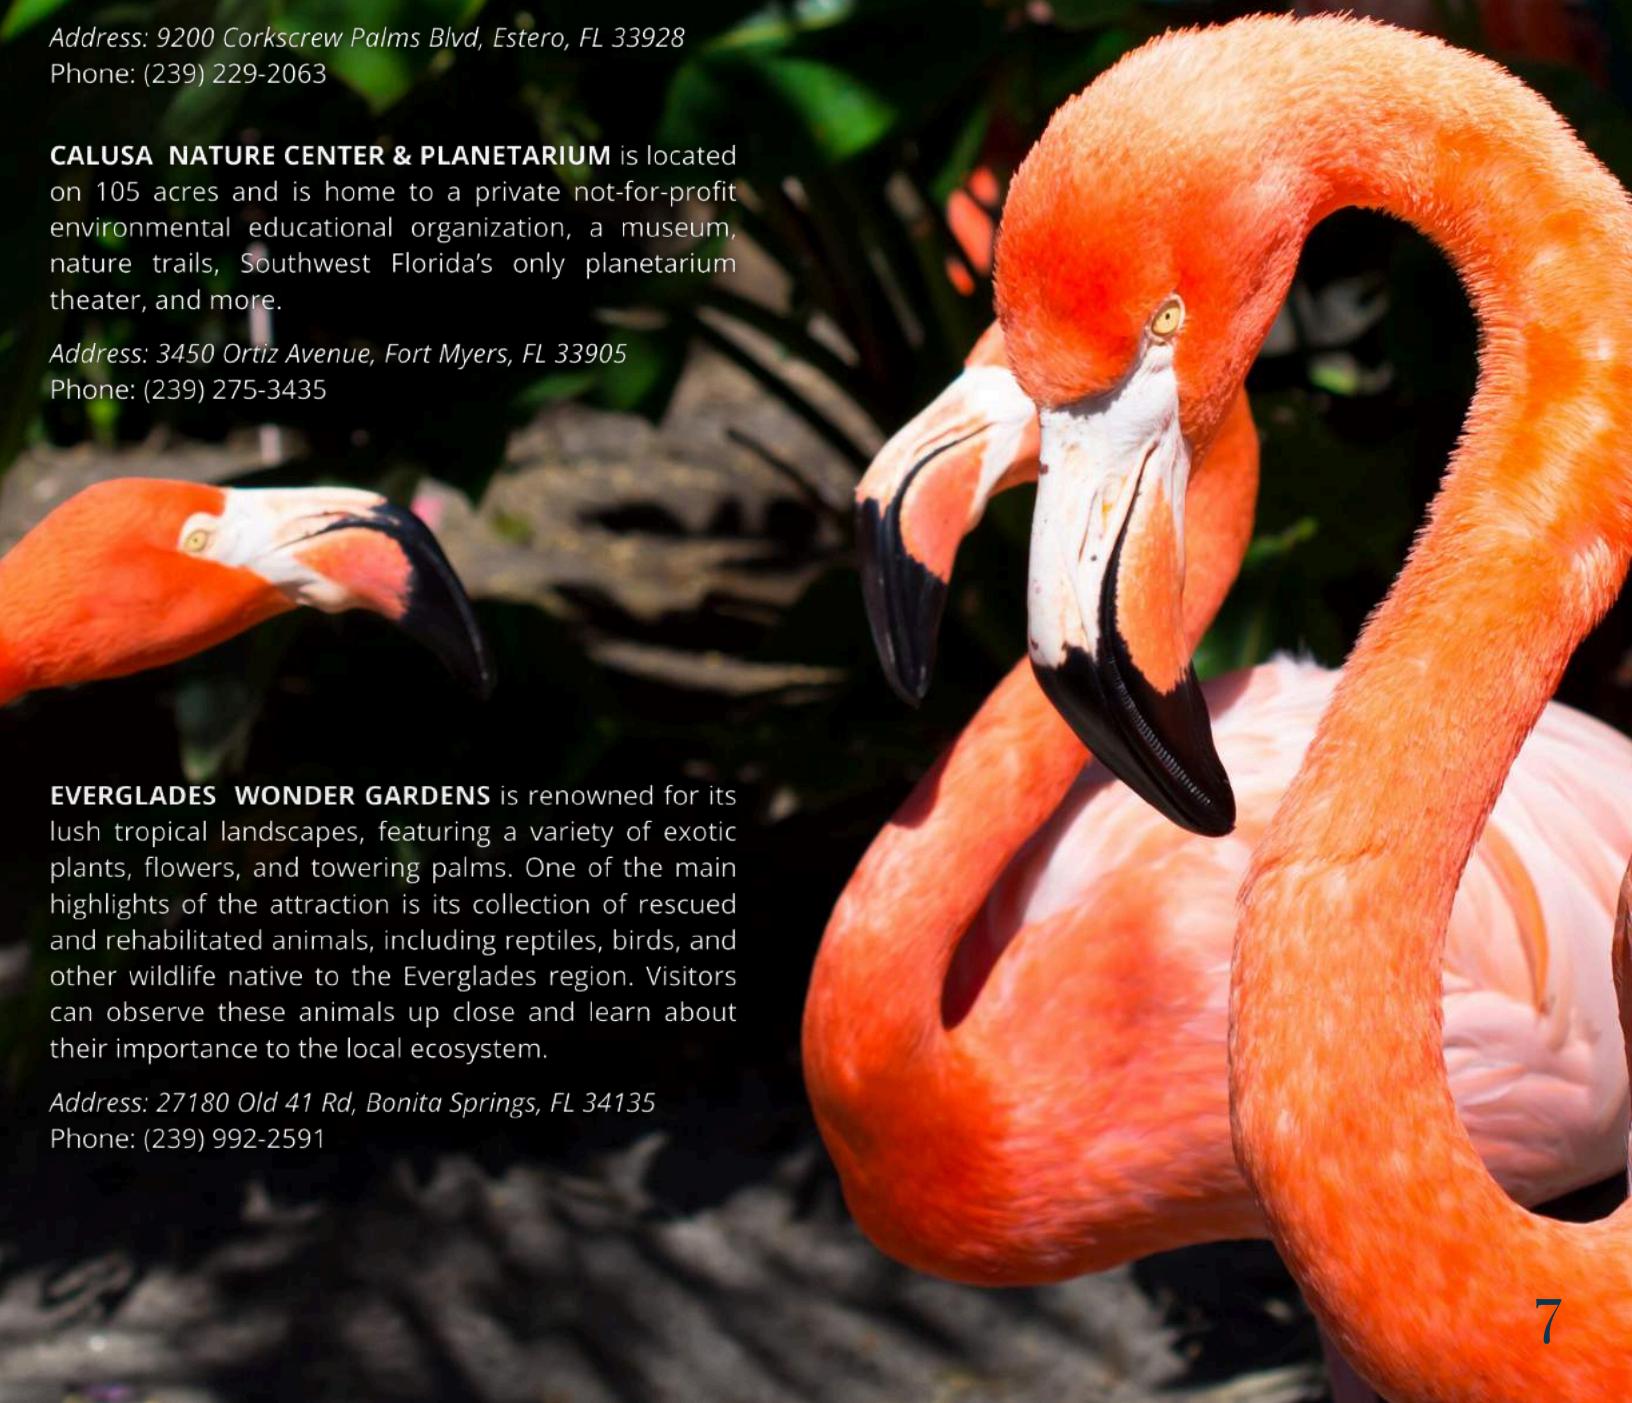 Address: 9200 Corkscrew Palms Blvd, Estero, FL 33928
Phone: (239) 229-2063
CALUSA NATURE CENTER & PLANETARIUM is located
on 105 acres and is home to a private not-for-profit
environmental educational organization, a museum,
nature trails, Southwest Florida’s only planetarium
theater, and more.
Address: 3450 Ortiz Avenue, Fort Myers, FL 33905
Phone: (239) 275-3435
EVERGLADES WONDER GARDENS is renowned for its
lush tropical landscapes, featuring a variety of exotic
plants, flowers, and towering palms. One of the main
highlights of the attraction is its collection of rescued
and rehabilitated animals, including reptiles, birds, and
other wildlife native to the Everglades region. Visitors
can observe these animals up close and learn about
their importance to the local ecosystem.
Address: 27180 Old 41 Rd, Bonita Springs, FL 34135
Phone: (239) 992-2591
7